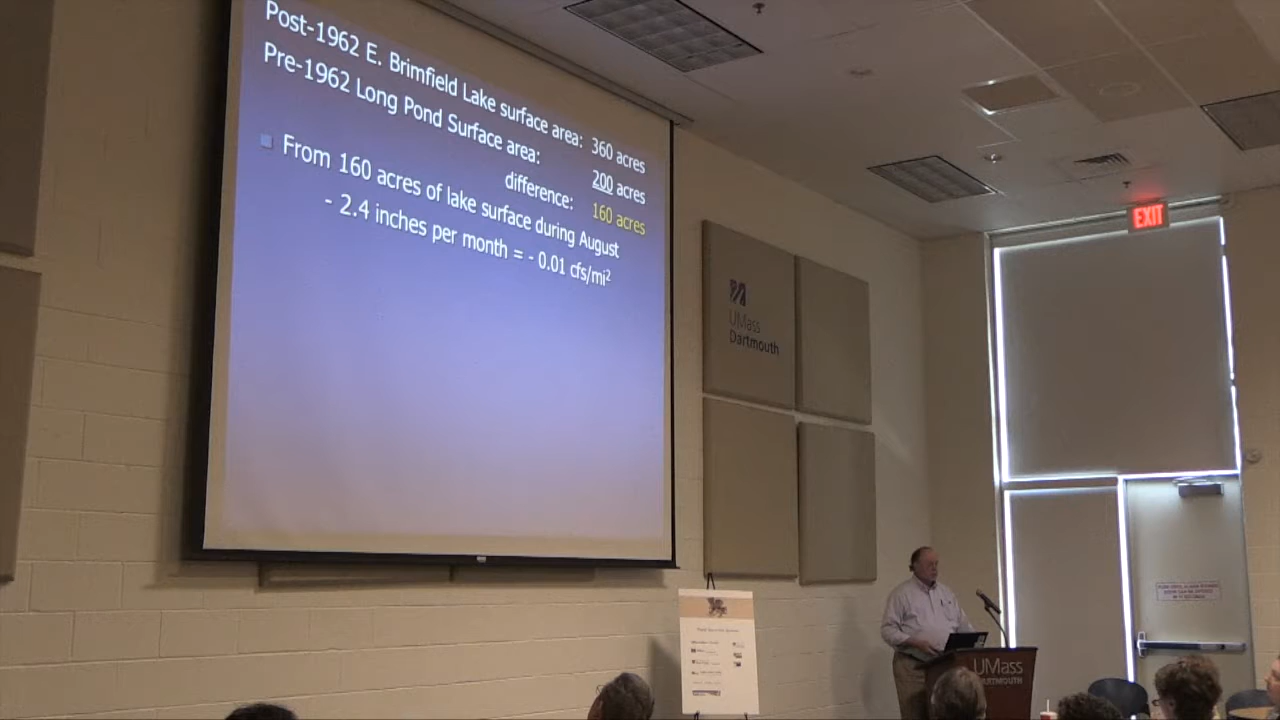 Post-1962 E. Brimfield Lake surface area: 360 acres
Pre-1962 Long Pond Surface area: 200 acres
difference: 160 acres
From 160 acres of lake surface during August
- 2.4 inches per month = - 0.01 cfs/mi²
EXIT
UMass
Dartmouth
UMass
DARTMOUTH